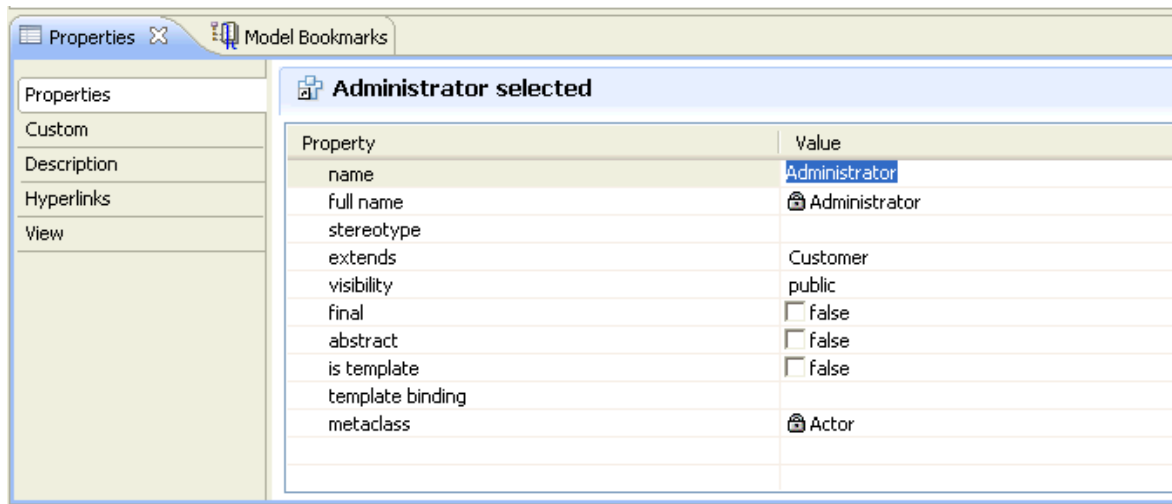 Properties Model Bookmarks
Properties
Custom
Description
Hyperlinks
View
Administrator selected
Property Value
name Administrator
full name Administrator
stereotype
extends Customer
visibility public
final false
abstract false
is template false
template binding
metaclass Actor